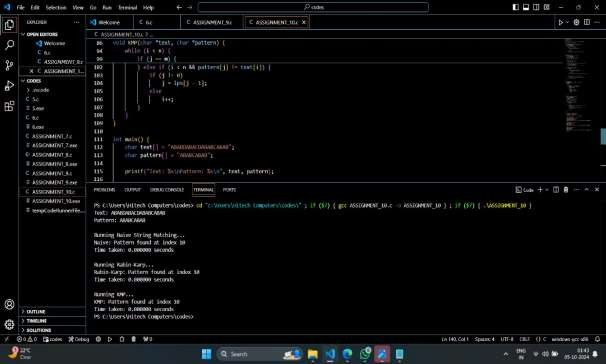 File Edit Selection View Go Run Terminal Help
codes
EXPLORER
Welcome
6.c
ASSIGNMENT_9.c
ASSIGNMENT_10.c
OPEN EDITORS
Welcome
6.c
ASSIGNMENT_9.c
ASSIGNMENT_1...
CODES
.vscode
5.c
5.exe
6.c
6.exe
ASSIGNMENT_7.c
ASSIGNMENT_7.exe
ASSIGNMENT_8.c
ASSIGNMENT_8.exe
ASSIGNMENT_9.c
ASSIGNMENT_9.exe
ASSIGNMENT_10.c
ASSIGNMENT_10.exe
tempCodeRunnerFile...
OUTLINE
TIMELINE
SOLUTIONS
ASSIGNMENT_10.c > ...
86 void KMP(char *text, char *pattern) {
94 while (i < n) {
99 if (j == m) {
102 } else if (i < n && pattern[j] != text[i]) {
103 if (j != 0)
104 j = lps[j - 1];
105 else
106 i++;
107 }
108 }
109 }
110
111 int main() {
112 char text[] =
113 char pattern[] = "ABABCABAB";
114
115 printf("Text: %s\nPattern: %s\n", text, pattern);
116
PROBLEMS OUTPUT DEBUG CONSOLE TERMINAL PORTS
Code
PS C:\Users\Hitech Computers\codes> cd "c:\Users\Hitech Computers\codes\" ; if ($?) { gcc ASSIGNMENT_10.c -o ASSIGNMENT_10 } ; if ($?) { .\ASSIGNMENT_10 }
Text:
Pattern: ABABCABAB
Running Naive String Matching...
Naive: Pattern found at index 10
Time taken: 0.000000 seconds
Running Rabin-Karp...
Rabin-Karp: Pattern found at index 10
Time taken: 0.000000 seconds
Running KMP...
KMP: Pattern found at index 10
Time taken: 0.000000 seconds
PS C:\Users\Hitech Computers\codes>
codes Debug
Ln 140, Col 1 Spaces: 4 UTF-8 CRLF C windows-gcc-x86
22°C
Clear
Search
ENG
IN
01:43
05-10-2024